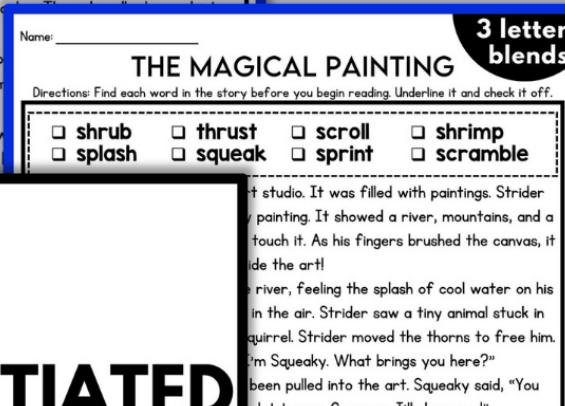 3 letter
blends
Name:
THE MAGICAL PAINTING
Directions: Find each word in the story before you begin reading. Underline it and check it off.
shrub thrust scroll shrimp
splash squeak sprint scramble
studio. It was filled with paintings. Strider
painting. It showed a river, mountains, and a
touch it. As his fingers brushed the canvas, it
the art!
river, feeling the splash of cool water on his
in the air. Strider saw a tiny animal stuck in
Strider moved the thorns to free him.
I'm Squeaky. What brings you here?"
been pulled into the art. Squeaky said, "You
TIATED